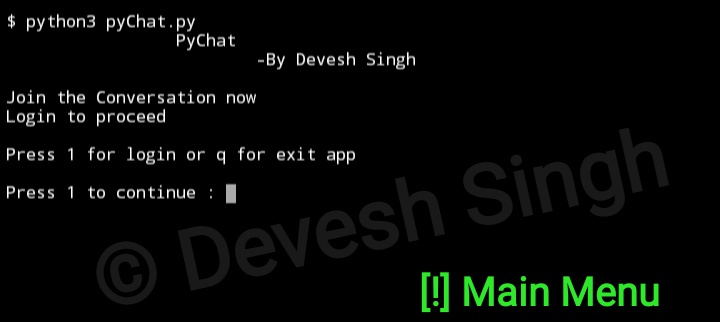 $ python3 pyChat.py
PyChat
-By Devesh Singh
Join the Conversation now
Login to proceed
Press 1 for login or q for exit app
Press 1 to continue :
© Devesh Singh
[!] Main Menu